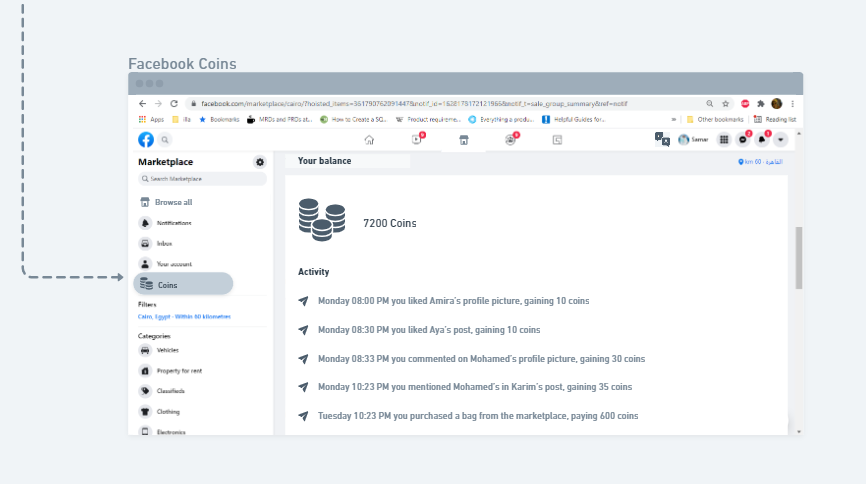 Facebook Coins
facebook.com/marketplace/cairo/?hoisted_items=361790762091447&notif_id=1628178172121966&notif_t=sale_group_summary&ref=notif
Apps
Illa
Bookmarks
MRDs and PRDs at...
How to Create a SQ...
Product requireme...
Everything a produ...
Helpful Guides for...
»
Other bookmarks
Reading list
Samar
Marketplace
Search Marketplace
Browse all
Notifications
Inbox
Your account
Coins
Filters
Cairo, Egypt · Within 60 kilometres
Categories
Vehicles
Property for rent
Classifieds
Clothing
Electronics
Your balance
القاهرة · 60 km
7200 Coins
Activity
Monday 08:00 PM you liked Amira's profile picture, gaining 10 coins
Monday 08:30 PM you liked Aya's post, gaining 10 coins
Monday 08:33 PM you commented on Mohamed's profile picture, gaining 30 coins
Monday 10:23 PM you mentioned Mohamed's in Karim's post, gaining 35 coins
Tuesday 10:23 PM you purchased a bag from the marketplace, paying 600 coins